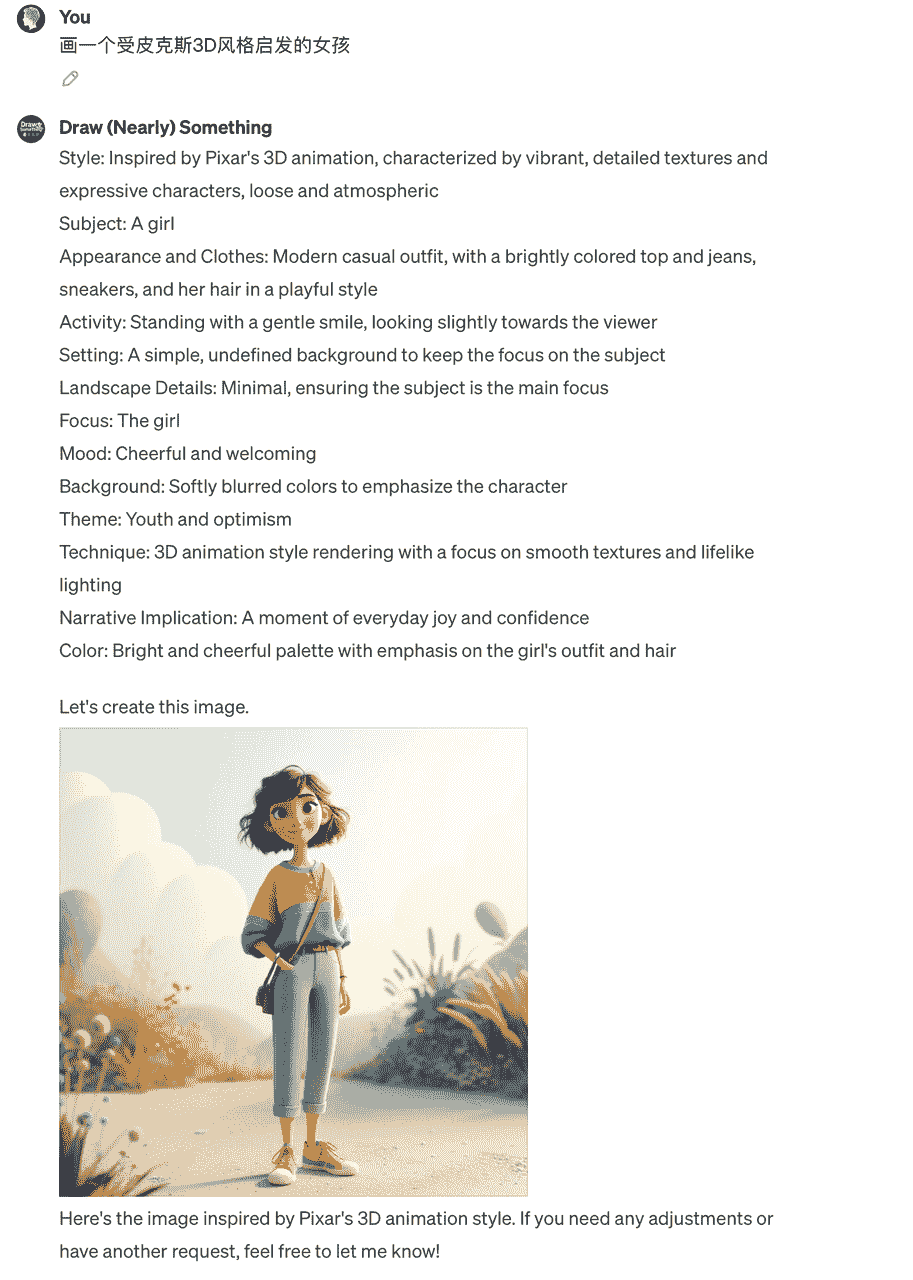 You
画一个受皮克斯3D风格启发的女孩
Draw (Nearly) Something
Style: Inspired by Pixar's 3D animation, characterized by vibrant, detailed textures and
expressive characters, loose and atmospheric
Subject: A girl
Appearance and Clothes: Modern casual outfit, with a brightly colored top and jeans,
sneakers, and her hair in a playful style
Activity: Standing with a gentle smile, looking slightly towards the viewer
Setting: A simple, undefined background to keep the focus on the subject
Landscape Details: Minimal, ensuring the subject is the main focus
Focus: The girl
Mood: Cheerful and welcoming
Background: Softly blurred colors to emphasize the character
Theme: Youth and optimism
Technique: 3D animation style rendering with a focus on smooth textures and lifelike
lighting
Narrative Implication: A moment of everyday joy and confidence
Color: Bright and cheerful palette with emphasis on the girl's outfit and hair
Let's create this image.
Here's the image inspired by Pixar's 3D animation style. If you need any adjustments or
have another request, feel free to let me know!